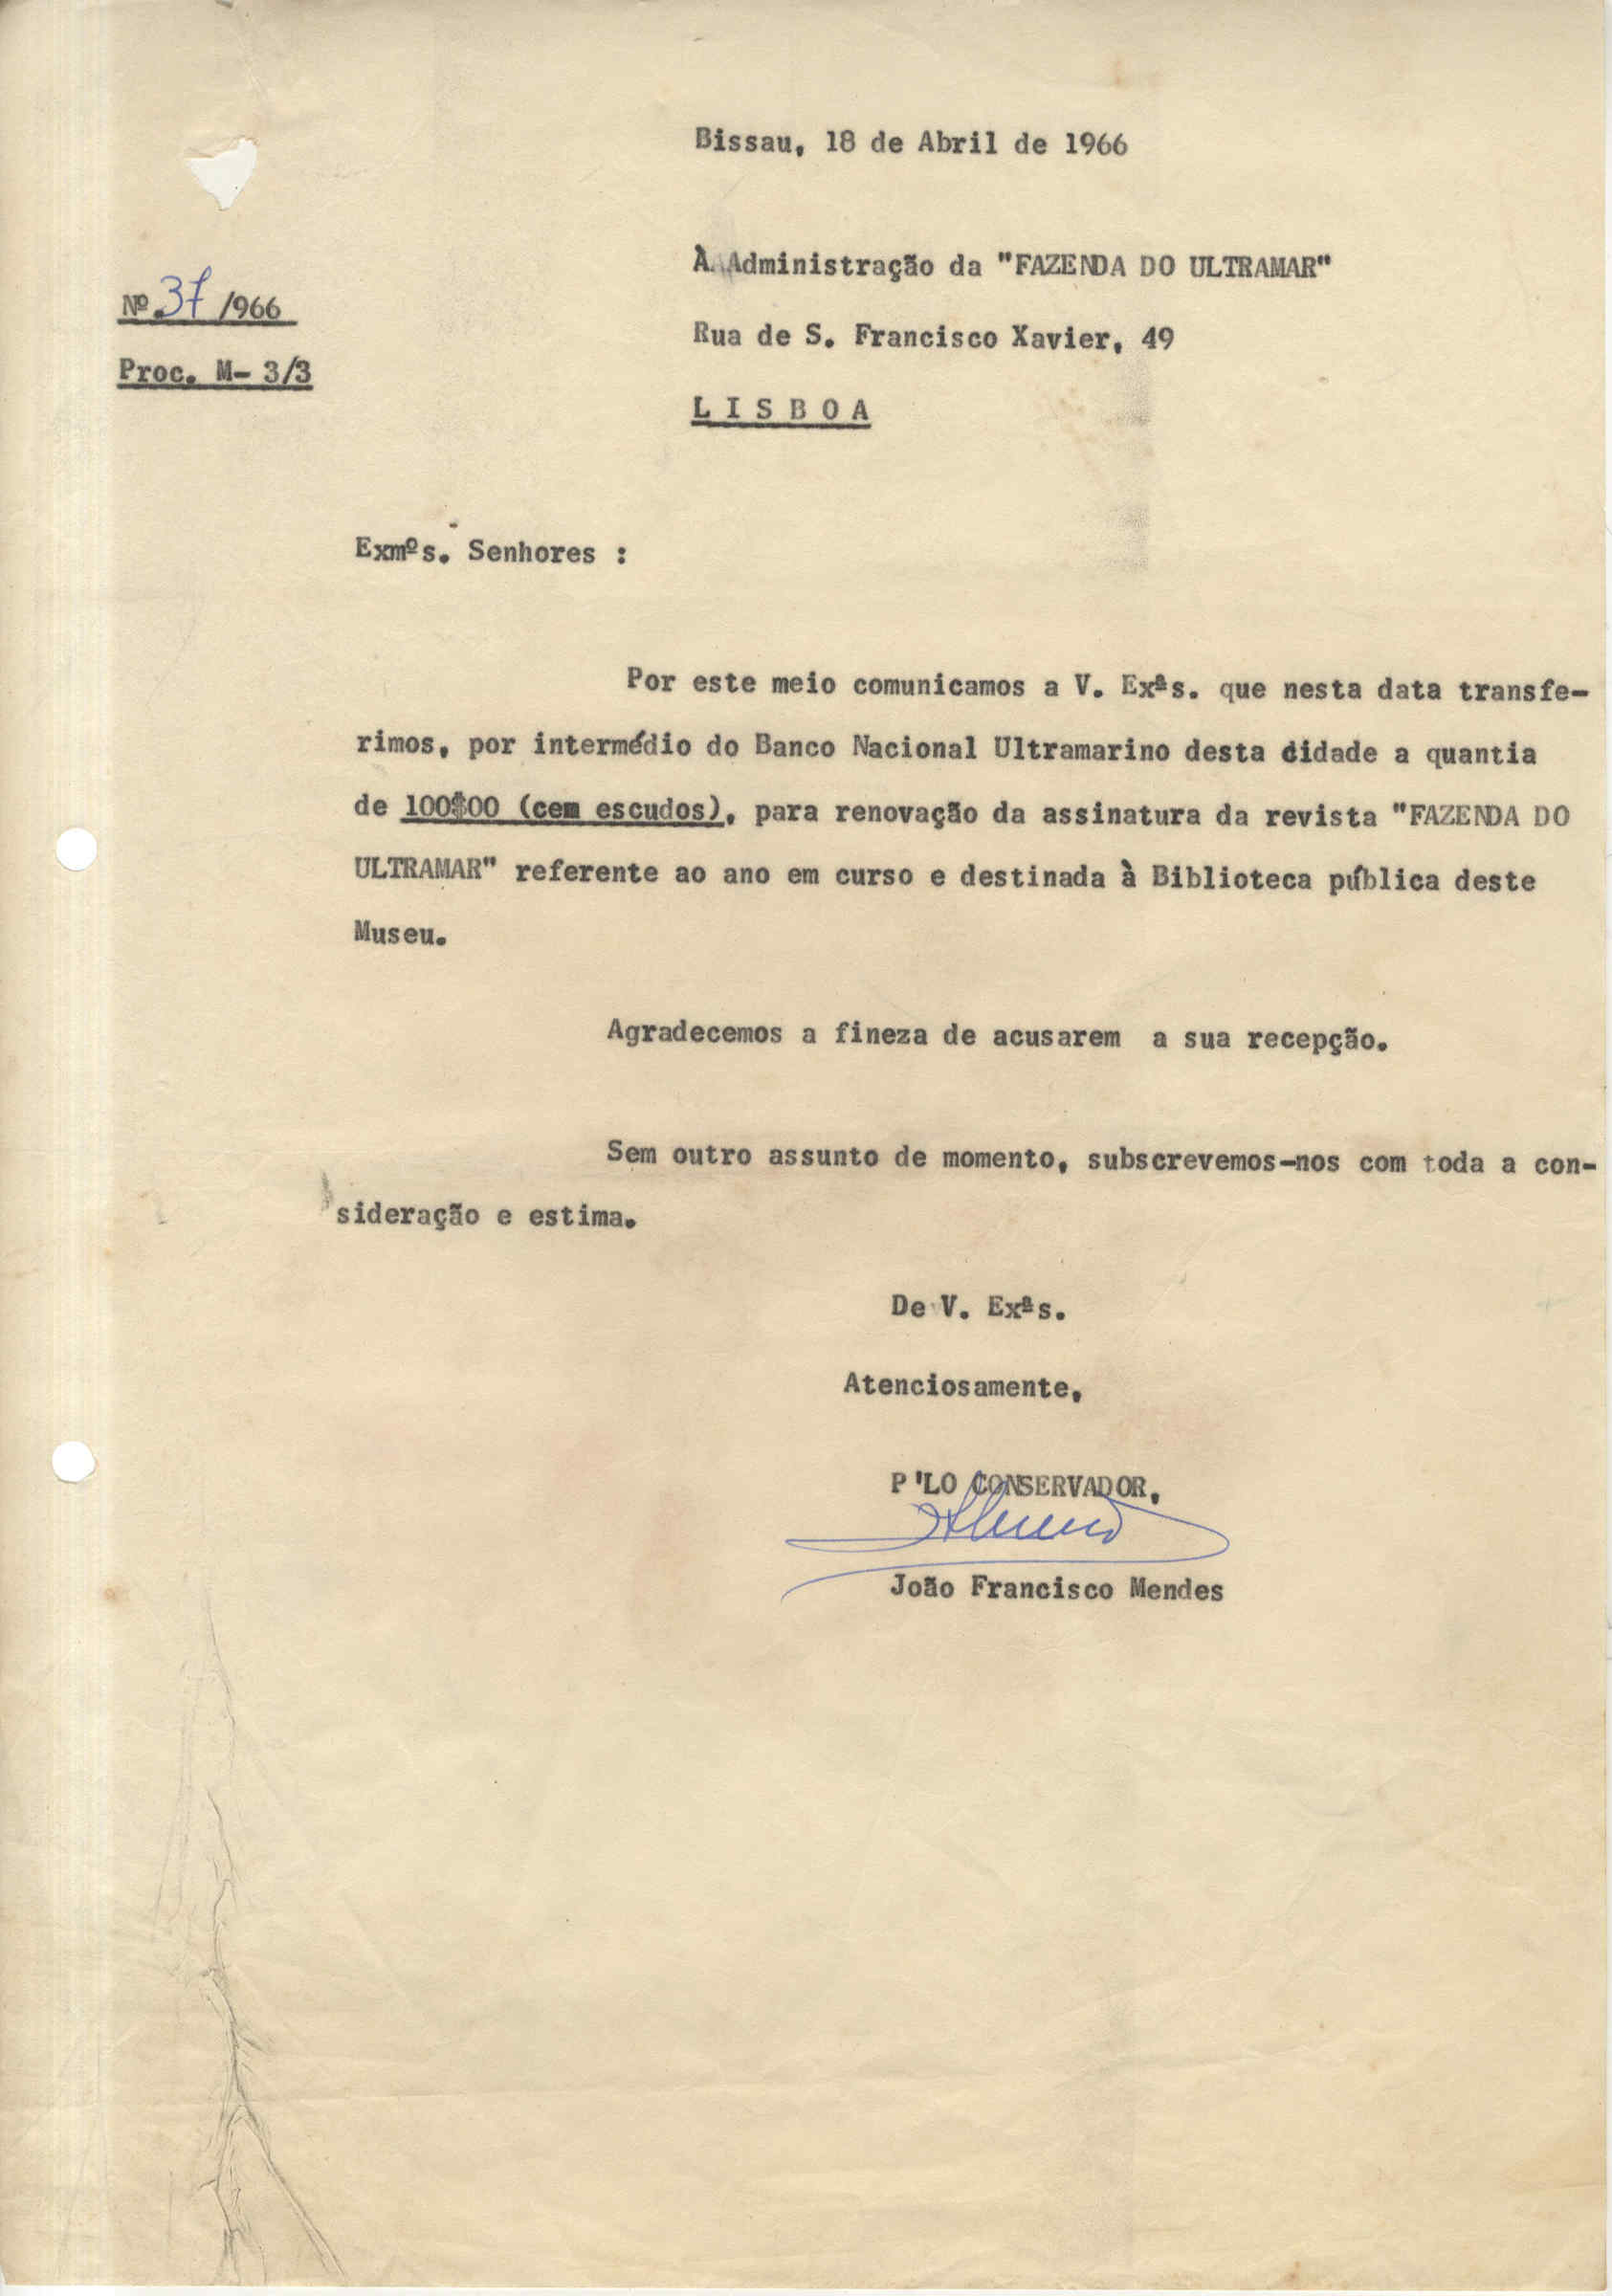 Bissau, 18 de Abril de 1966
À Administração da "FAZENDA DO ULTRAMAR"
Nº.37/966
Rua de S. Francisco Xavier, 49
Proc. M- 3/3
LISBOA
Exmºs. Senhores :
Por este meio comunicamos a V. Exªs. que nesta data transfe-
rimos, por intermédio do Banco Nacional Ultramarino desta cidade a quantia
de 100$00 (cem escudos), para renovação da assinatura da revista "FAZENDA DO
ULTRAMAR" referente ao ano em curso e destinada à Biblioteca pública deste
Museu.
Agradecemos a fineza de acusarem a sua recepção.
Sem outro assunto de momento, subscrevemos-nos com toda a con-
sideração e estima.
De V. Exªs.
Atenciosamente,
P'LO CONSERVADOR,
João Francisco Mendes